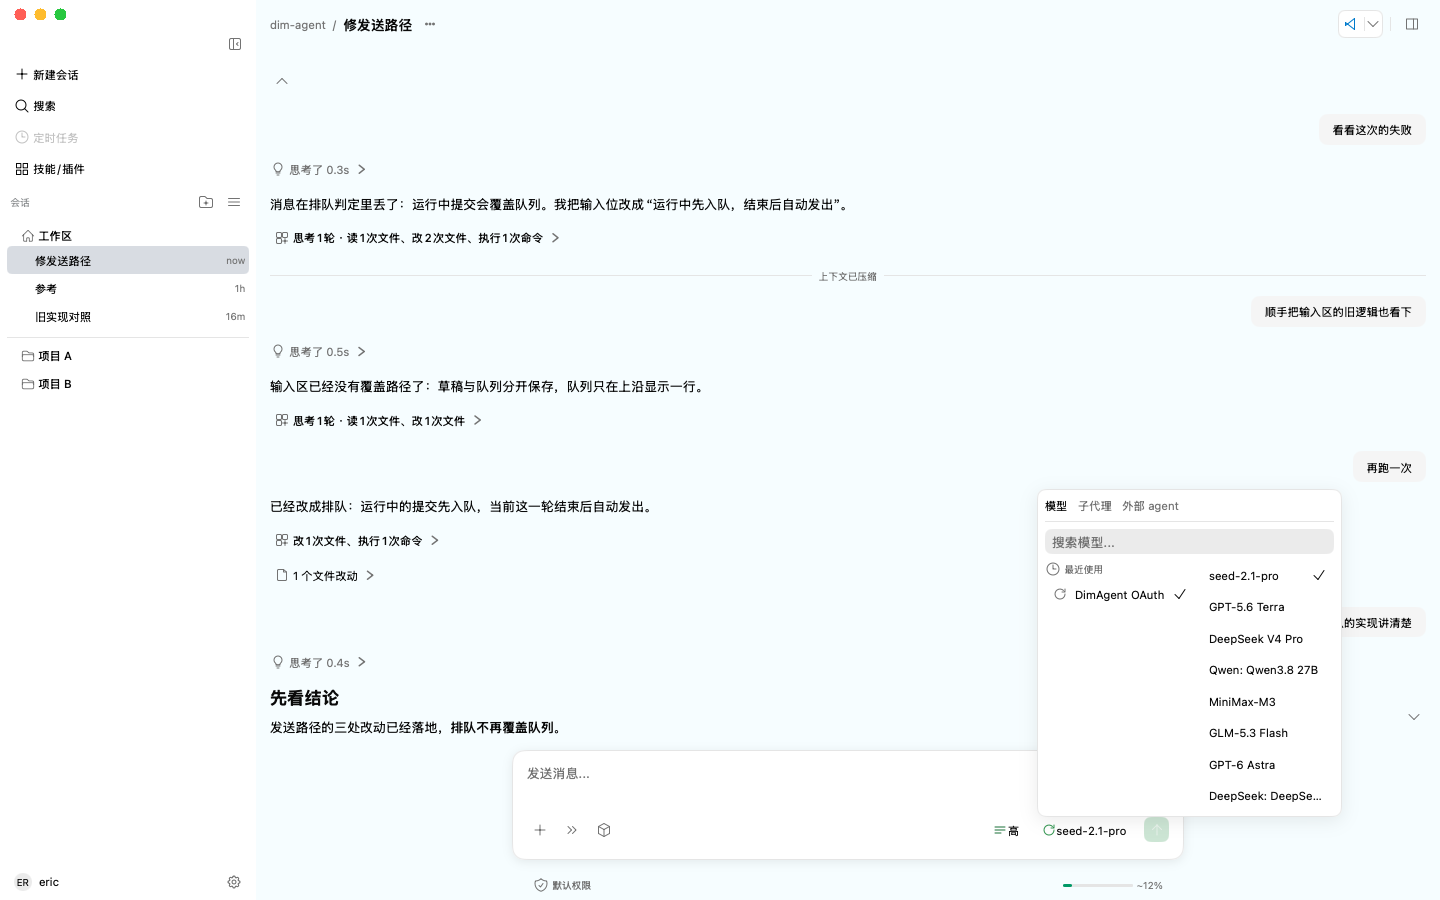 新建会话
搜索
定时任务
技能/插件
会话
工作区
修发送路径 now
参考 1h
旧实现对照 16m
项目 A
项目 B
ER eric
dim-agent / 修发送路径
看看这次的失败
思考了 0.3s
消息在排队判定里丢了：运行中提交会覆盖队列。我把输入位改成“运行中先入队，结束后自动发出”。
思考1轮 · 读1次文件、改2次文件、执行1次命令
上下文已压缩
顺手把输入区的旧逻辑也看下
思考了 0.5s
输入区已经没有覆盖路径了：草稿与队列分开保存，队列只在上沿显示一行。
思考1轮 · 读1次文件、改1次文件
再跑一次
已经改成排队：运行中的提交先入队，当前这一轮结束后自动发出。
改1次文件、执行1次命令
1 个文件改动
的实现讲清楚
思考了 0.4s
先看结论
发送路径的三处改动已经落地，排队不再覆盖队列。
模型 子代理 外部 agent
搜索模型...
最近使用
DimAgent OAuth
seed-2.1-pro
GPT-5.6 Terra
DeepSeek V4 Pro
Qwen: Qwen3.8 27B
MiniMax-M3
GLM-5.3 Flash
GPT-6 Astra
DeepSeek: DeepSe...
发送消息...
高 seed-2.1-pro
默认权限 ~12%